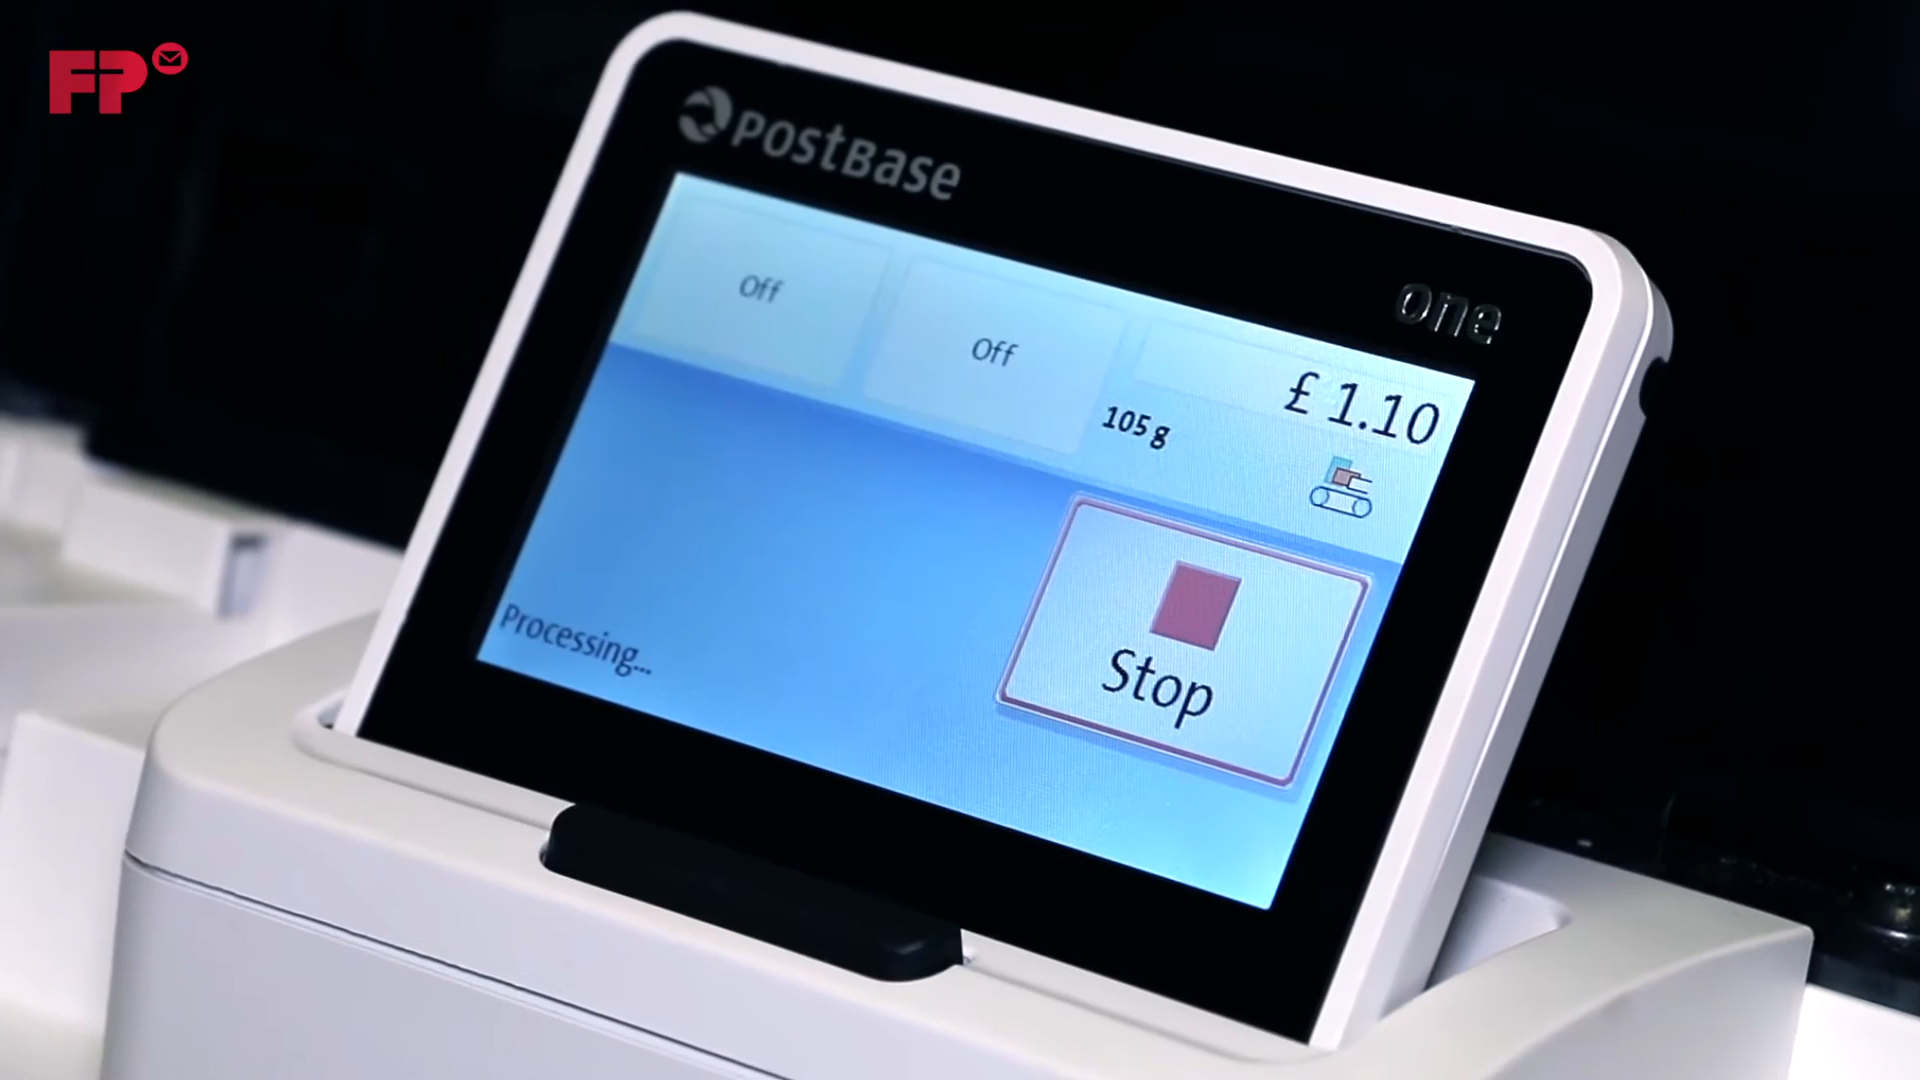 FP
POSTBASE
one
Off
Off
£ 1.10
105 g
Stop
Processing...